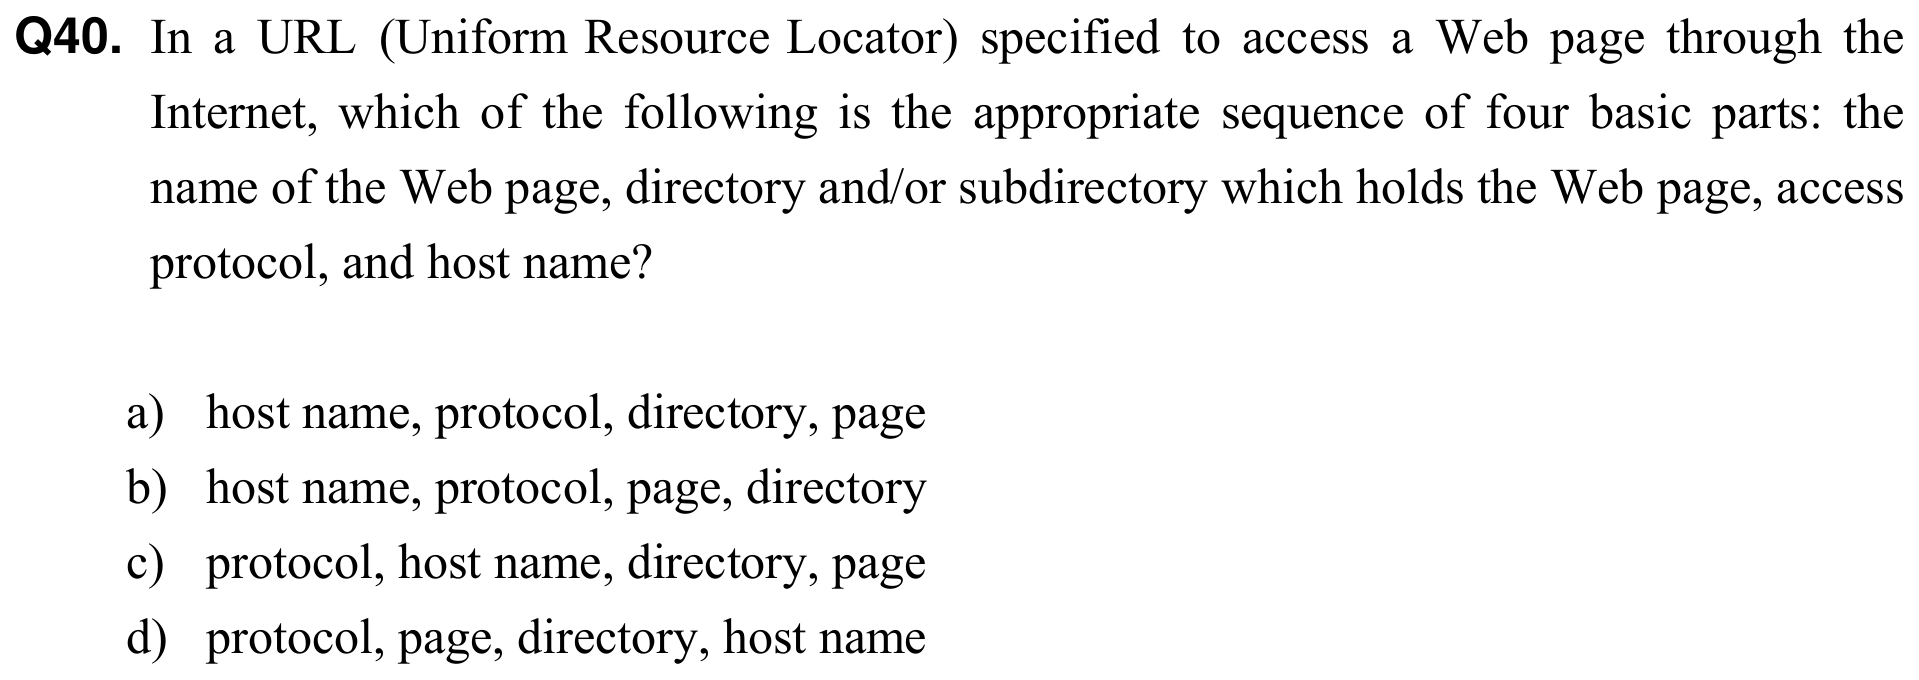 Q40. In a URL (Uniform Resource Locator) specified to access a Web page through the
Internet, which of the following is the appropriate sequence of four basic parts: the
name of the Web page, directory and/or subdirectory which holds the Web page, access
protocol, and host name?
a) host name, protocol, directory, page
b) host name, protocol, page, directory
c) protocol, host name, directory, page
d) protocol, page, directory, host name